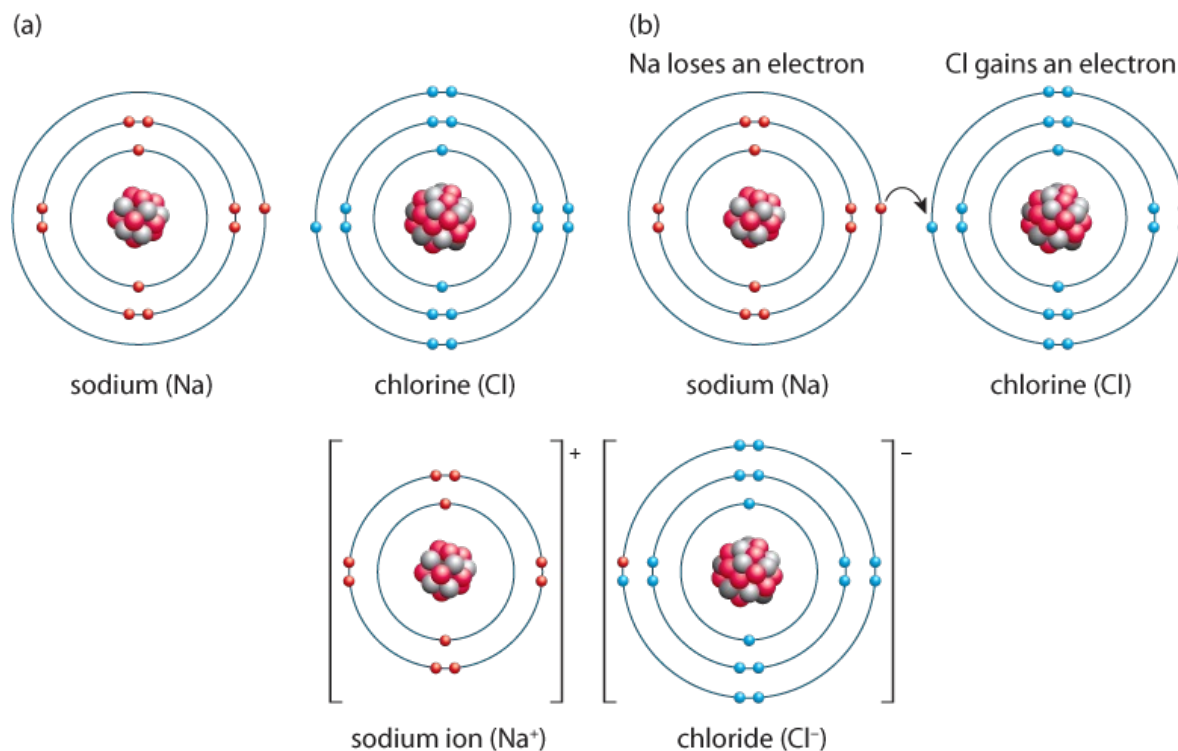 (a)
(b)
Na loses an electron
Cl gains an electron
sodium (Na)
chlorine (Cl)
sodium (Na)
chlorine (Cl)
+
−
sodium ion (Na⁺)
chloride (Cl⁻)